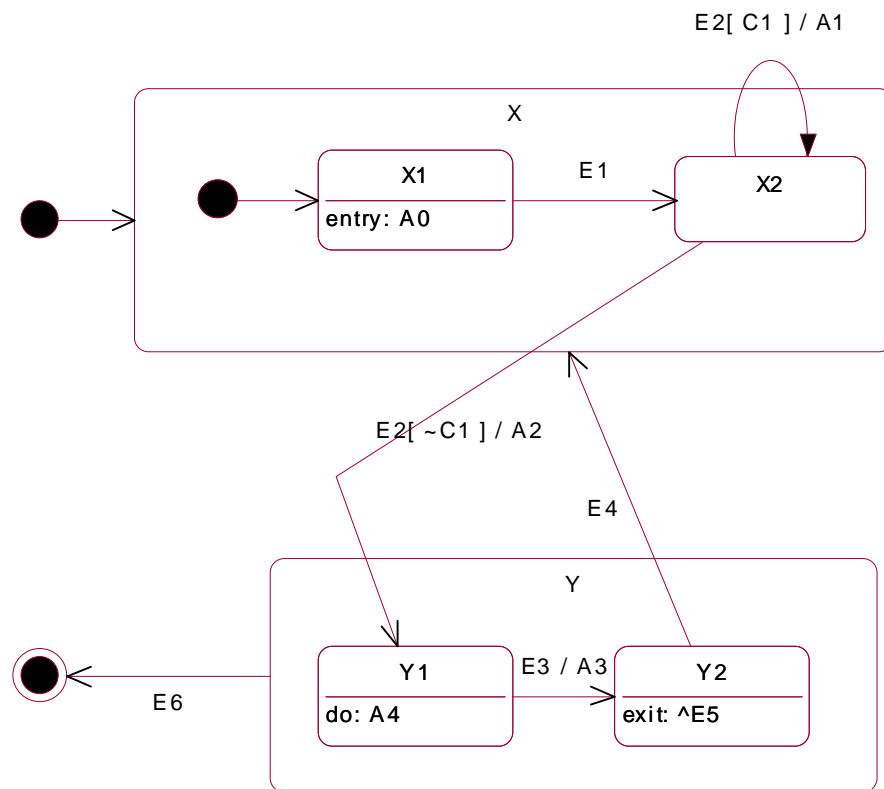 E2[ C1 ] / A1
X
X1
E1
X2
entry: A0
E2[ ~C1 ] / A2
E4
Y
Y1
E3 / A3
Y2
do: A4
exit: ^E5
E6